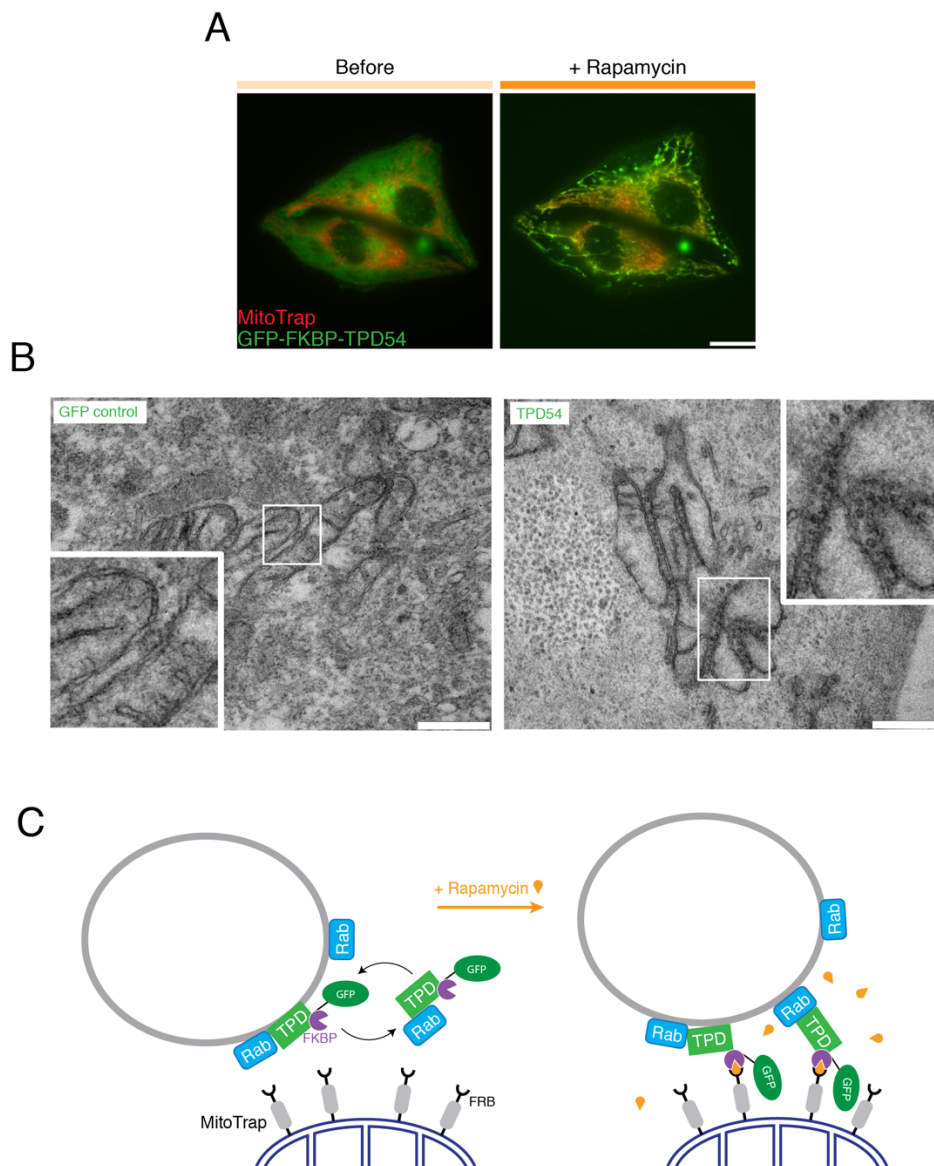 A
Before
+ Rapamycin
MitoTrap
GFP-FKBP-TPD54
B
GFP control
TPD54
C
+ Rapamycin
Rab
GFP
TPD
FKBP
Rab
GFP
TPD
Rab
MitoTrap
FRB
Rab
Rab
Rab
TPD
TPD
GFP
GFP